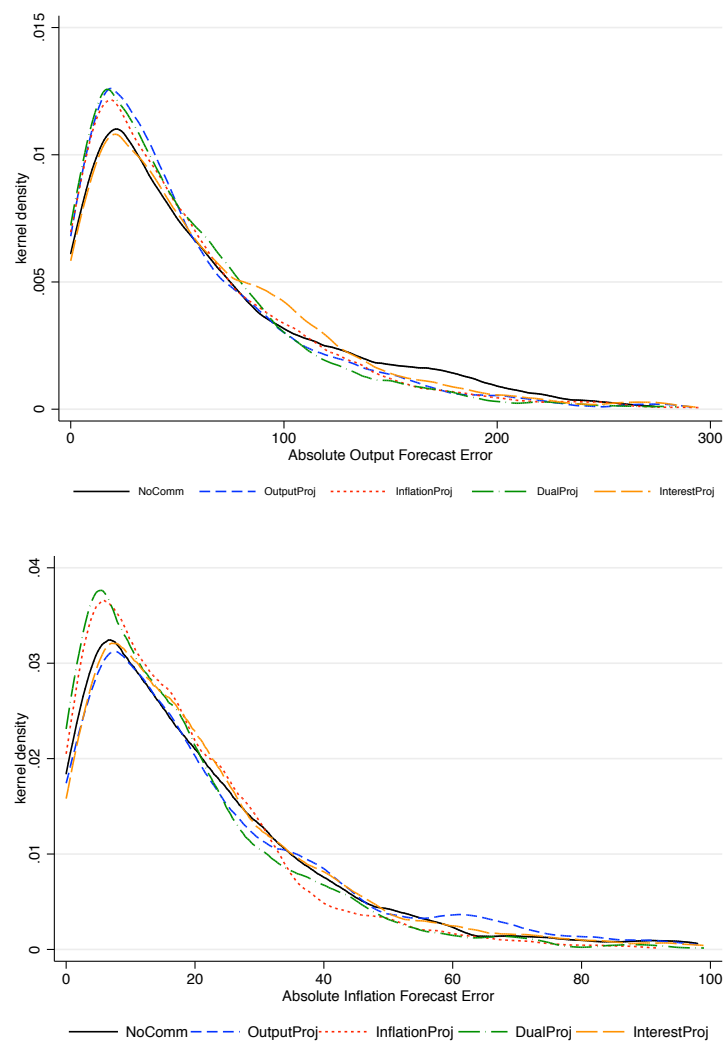 .015
.01
.005
0
kernel density
0 100 200 300
Absolute Output Forecast Error
NoComm OutputProj InflationProj DualProj InterestProj
.04
.03
.02
.01
0
kernel density
0 20 40 60 80 100
Absolute Inflation Forecast Error
NoComm OutputProj InflationProj DualProj InterestProj